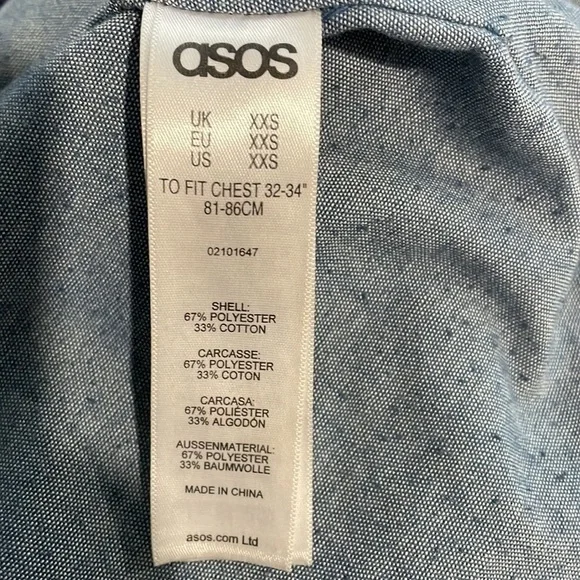 asos
UK XXS
EU XXS
US XXS
TO FIT CHEST 32-34"
81-86CM
02101647
SHELL:
67% POLYESTER
33% COTTON
CARCASSE:
67% POLYESTER
33% COTON
CARCASA:
67% POLIÉSTER
33% ALGODÓN
AUSSENMATERIAL:
67% POLYESTER
33% BAUMWOLLE
MADE IN CHINA
asos.com Ltd